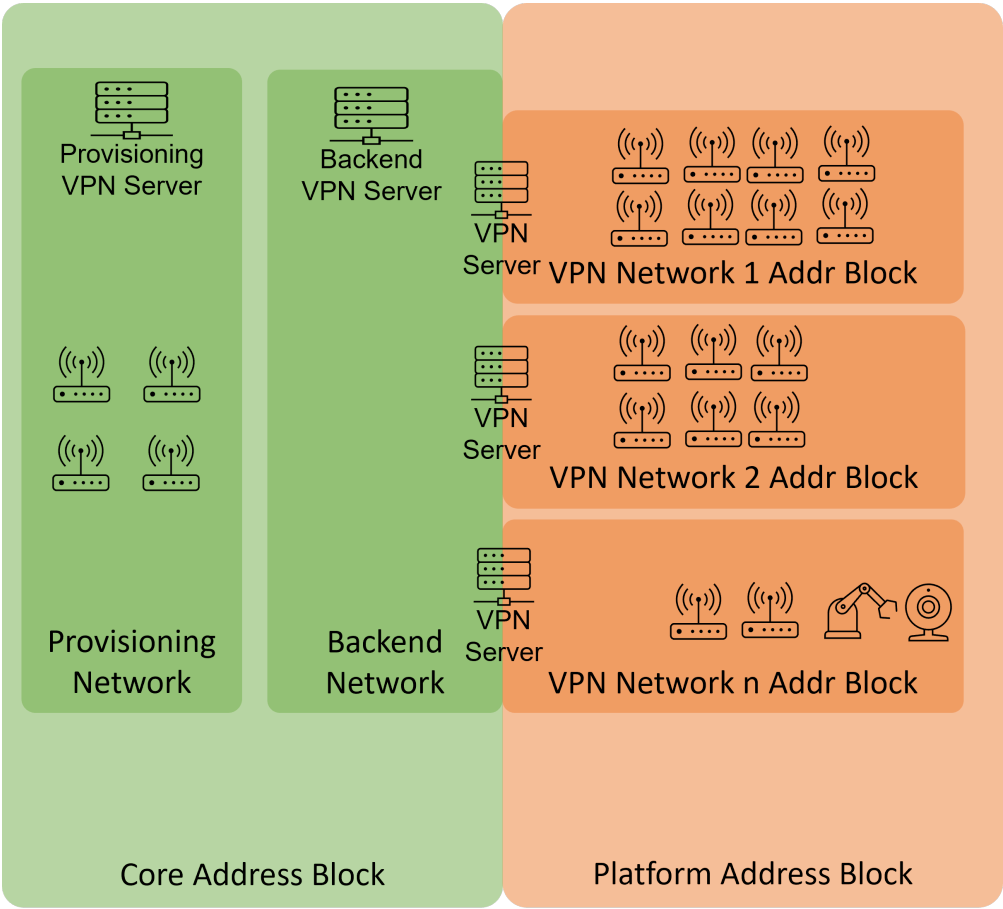 Provisioning
VPN Server
Backend
VPN Server
VPN
Server
VPN Network 1 Addr Block
VPN
Server
VPN Network 2 Addr Block
VPN
Server
VPN Network n Addr Block
Provisioning
Network
Backend
Network
Core Address Block
Platform Address Block